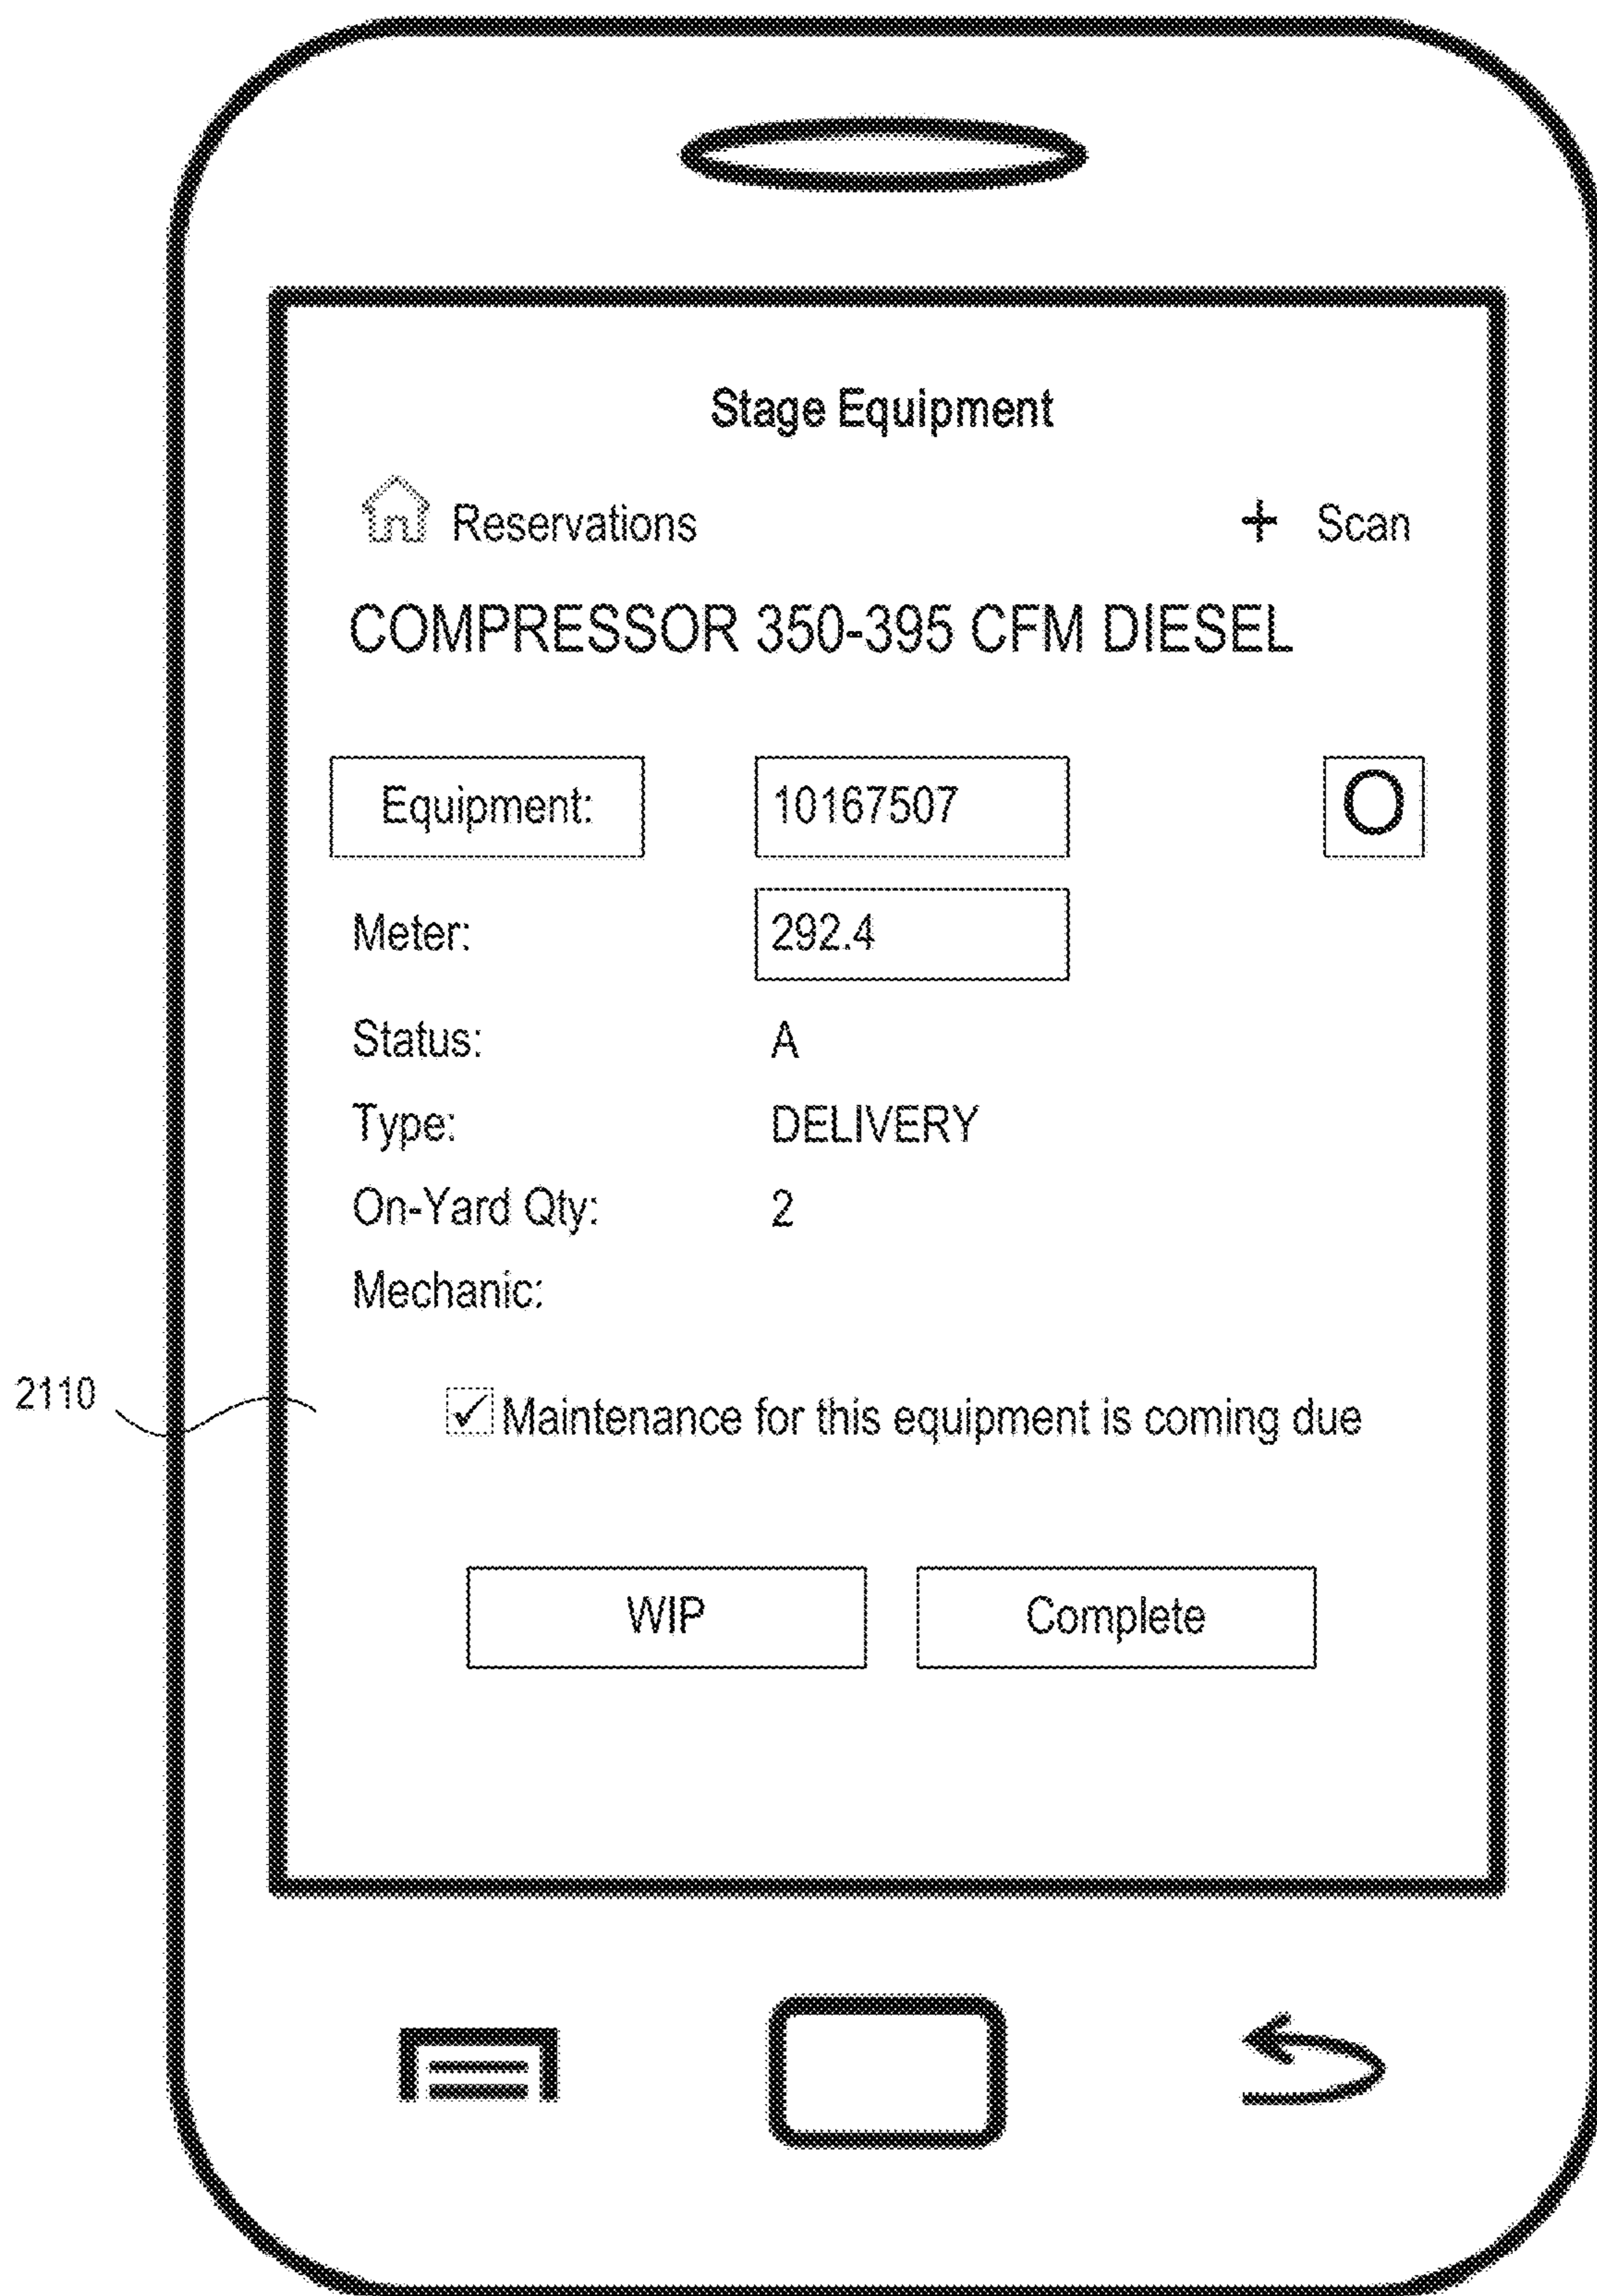 Stage Equipment
Reservations + Scan
COMPRESSOR 350-395 CFM DIESEL
Equipment: 10167507 O
Meter: 292.4
Status: A
Type: DELIVERY
On-Yard Qty: 2
Mechanic:
2110
✓ Maintenance for this equipment is coming due
WIP Complete